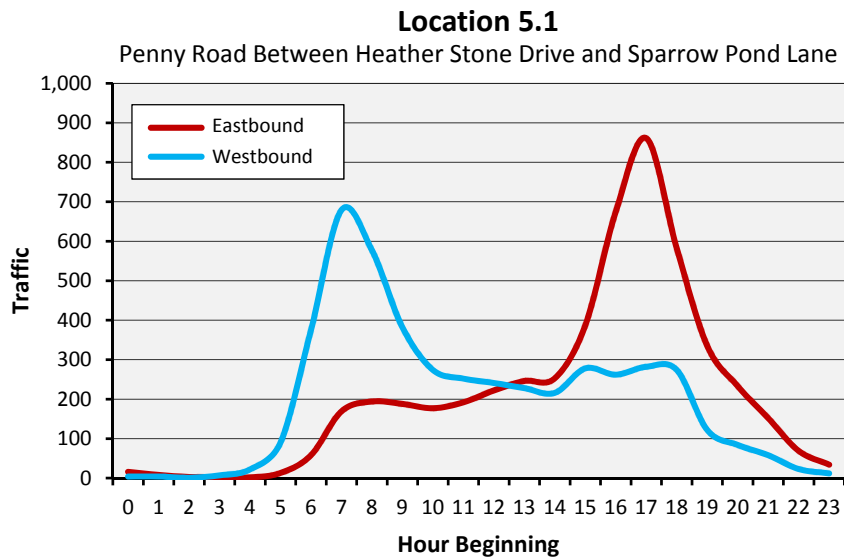 Location 5.1
Penny Road Between Heather Stone Drive and Sparrow Pond Lane
1,000
900
800
700
600
500
400
300
200
100
0
Eastbound
Westbound
Traffic
0 1 2 3 4 5 6 7 8 9 10 11 12 13 14 15 16 17 18 19 20 21 22 23
Hour Beginning